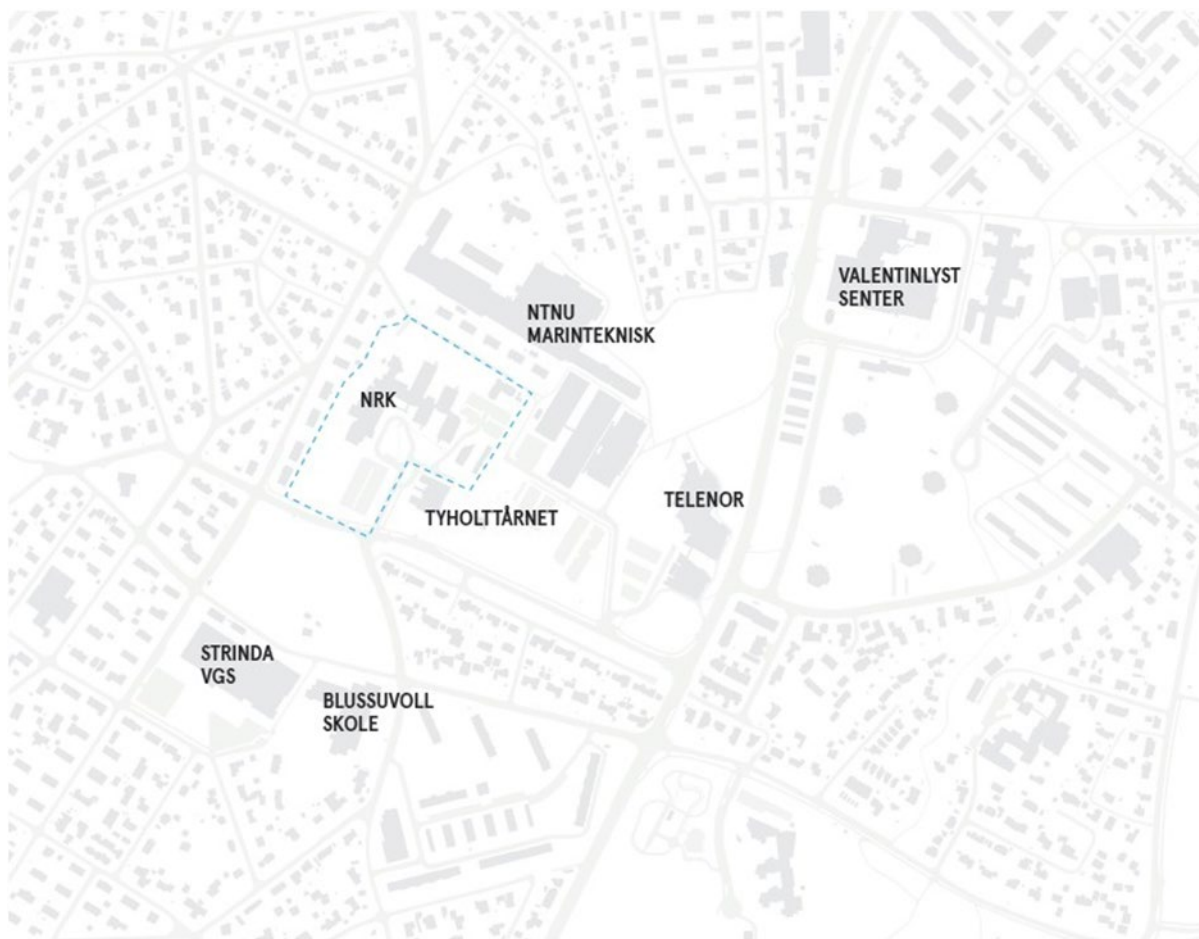 VALENTINLYST
SENTER
NTNU
MARINTEKNISK
NRK
TELENOR
TYHOLTTÅRNET
STRINDA
VGS
BLUSSUVOLL
SKOLE